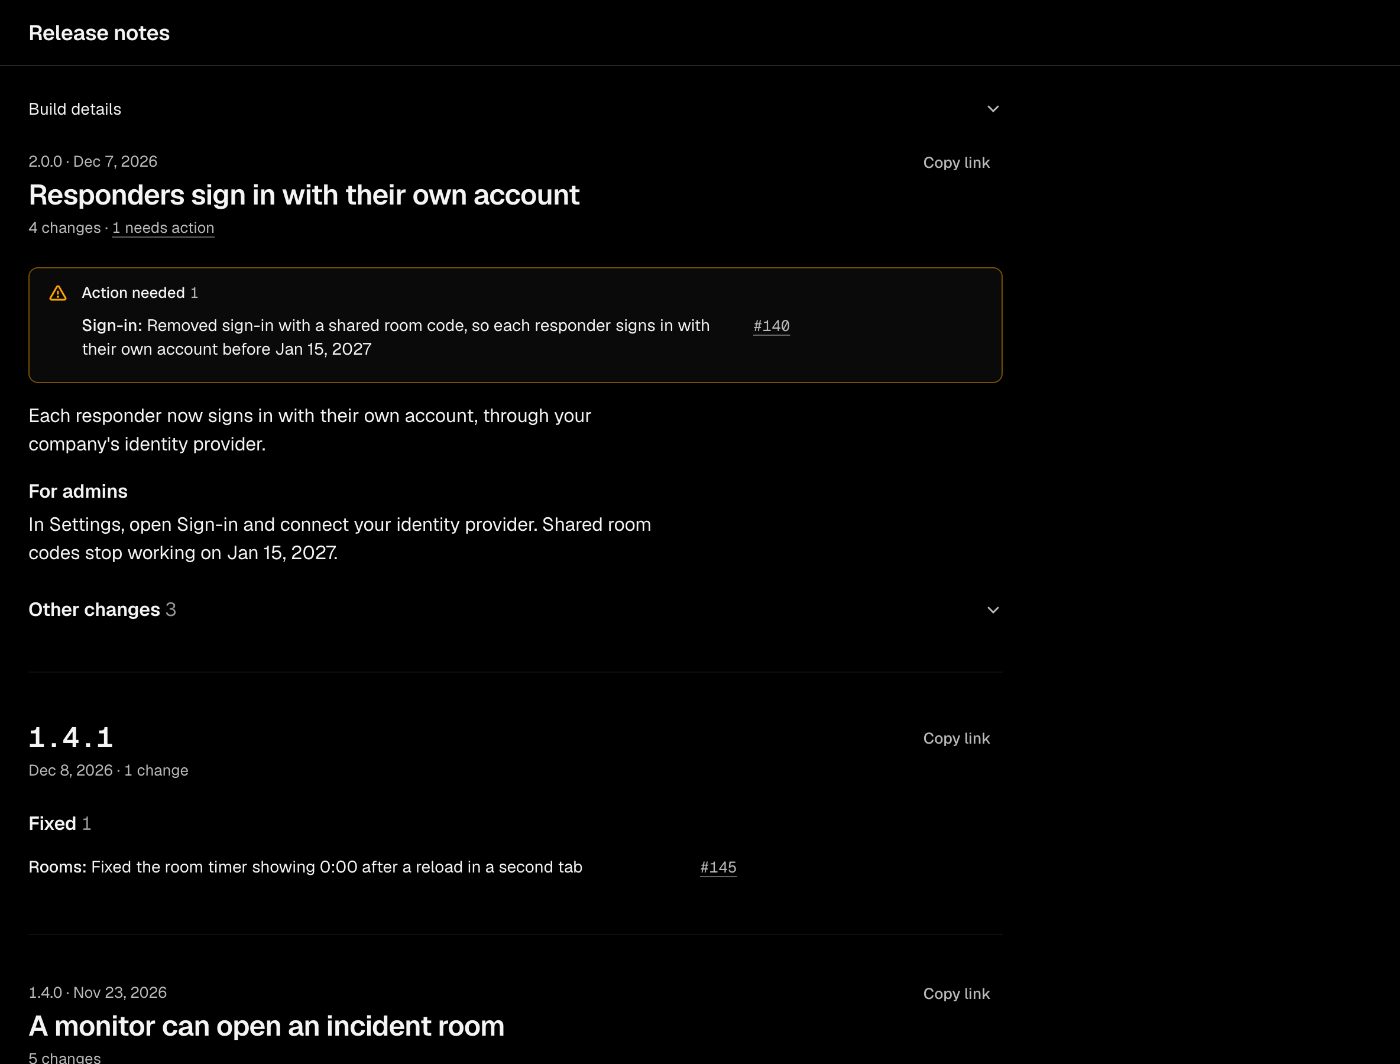 Release notes
Build details
2.0.0 · Dec 7, 2026
Copy link
Responders sign in with their own account
4 changes · 1 needs action
Action needed 1
Sign-in: Removed sign-in with a shared room code, so each responder signs in with
their own account before Jan 15, 2027
#140
Each responder now signs in with their own account, through your
company's identity provider.
For admins
In Settings, open Sign-in and connect your identity provider. Shared room
codes stop working on Jan 15, 2027.
Other changes 3
1.4.1
Copy link
Dec 8, 2026 · 1 change
Fixed 1
Rooms: Fixed the room timer showing 0:00 after a reload in a second tab
#145
1.4.0 · Nov 23, 2026
Copy link
A monitor can open an incident room
5 changes